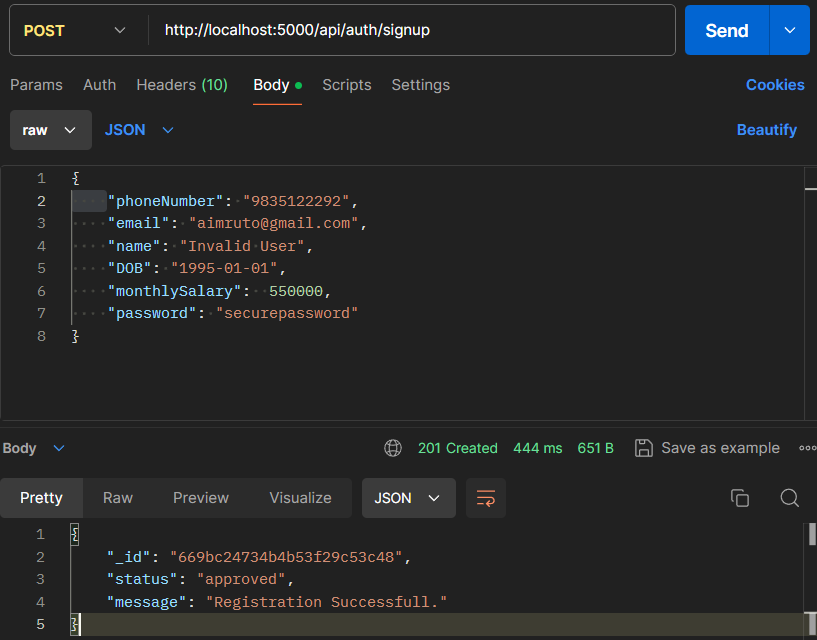 POST http://localhost:5000/api/auth/signup Send
Params Auth Headers (10) Body Scripts Settings Cookies
raw JSON Beautify
1 {
2 "phoneNumber": "9835122292",
3 "email": "aimruto@gmail.com",
4 "name": "Invalid User",
5 "DOB": "1995-01-01",
6 "monthlySalary": 550000,
7 "password": "securepassword"
8 }
Body 201 Created 444 ms 651 B Save as example
Pretty Raw Preview Visualize JSON
1 {
2 "_id": "669bc24734b4b53f29c53c48",
3 "status": "approved",
4 "message": "Registration Successfull."
5 }